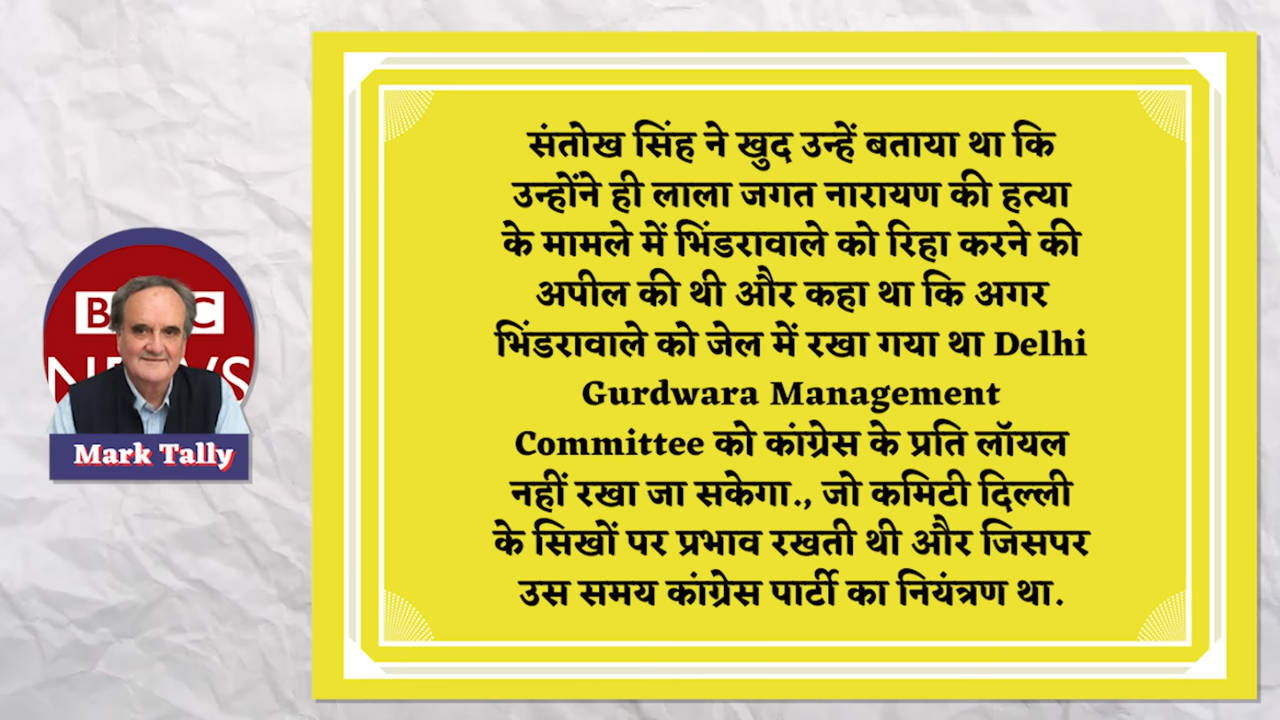 संतोख सिंह ने खुद उन्हें बताया था कि
उन्होंने ही लाला जगत नारायण की हत्या
के मामले में भिंडरावाले को रिहा करने की
अपील की थी और कहा था कि अगर
भिंडरावाले को जेल में रखा गया था Delhi
Gurdwara Management
Committee को कांग्रेस के प्रति लॉयल
नहीं रखा जा सकेगा., जो कमिटी दिल्ली
के सिखों पर प्रभाव रखती थी और जिसपर
उस समय कांग्रेस पार्टी का नियंत्रण था.
B C
NEWS
Mark Tally